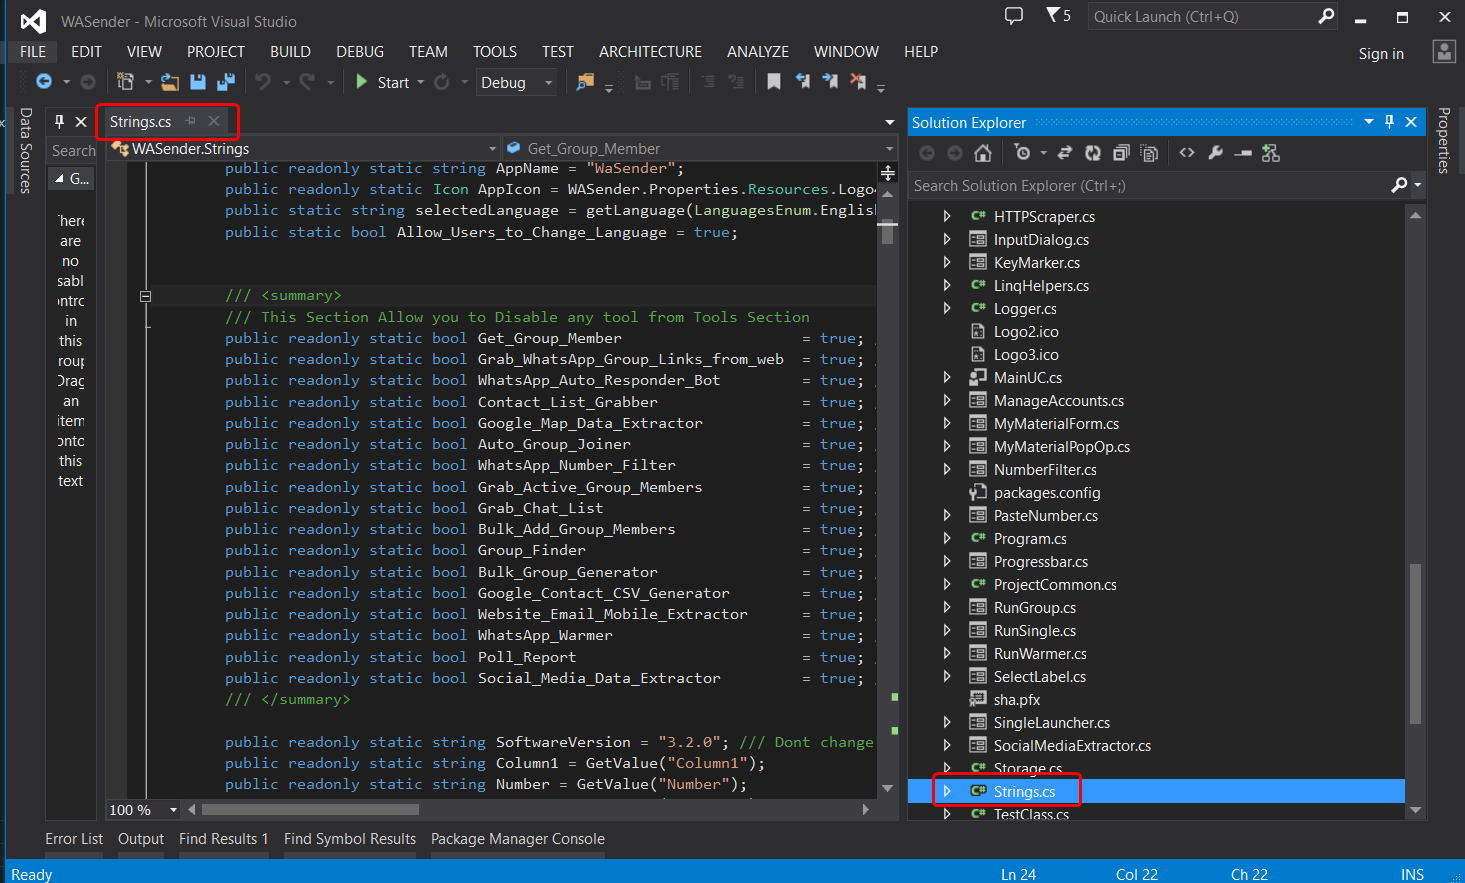 WASender - Microsoft Visual Studio
5
Quick Launch (Ctrl+Q)
FILE EDIT VIEW PROJECT BUILD DEBUG TEAM TOOLS TEST ARCHITECTURE ANALYZE WINDOW HELP
Sign in
Start
Debug
Data Sources
Search
G...
here
are
no
sabl
ontrc
in
this
roup
Drag
an
item
onto
this
text
Strings.cs
WASender.Strings
Get_Group_Member
public readonly static string AppName = "WaSender";
public readonly static Icon AppIcon = WASender.Properties.Resources.Logo
public static string selectedLanguage = getLanguage(LanguagesEnum.English
public static bool Allow_Users_to_Change_Language = true;
/// <summary>
/// This Section Allow you to Disable any tool from Tools Section
public readonly static bool Get_Group_Member = true;
public readonly static bool Grab_WhatsApp_Group_Links_from_web = true;
public readonly static bool WhatsApp_Auto_Responder_Bot = true;
public readonly static bool Contact_List_Grabber = true;
public readonly static bool Google_Map_Data_Extractor = true;
public readonly static bool Auto_Group_Joiner = true;
public readonly static bool WhatsApp_Number_Filter = true;
public readonly static bool Grab_Active_Group_Members = true;
public readonly static bool Grab_Chat_List = true;
public readonly static bool Bulk_Add_Group_Members = true;
public readonly static bool Group_Finder = true;
public readonly static bool Bulk_Group_Generator = true;
public readonly static bool Google_Contact_CSV_Generator = true;
public readonly static bool Website_Email_Mobile_Extractor = true;
public readonly static bool WhatsApp_Warmer = true;
public readonly static bool Poll_Report = true;
public readonly static bool Social_Media_Data_Extractor = true;
/// </summary>
public readonly static string SoftwareVersion = "3.2.0"; /// Dont change
public readonly static string Column1 = GetValue("Column1");
public readonly static string Number = GetValue("Number");
100 %
Solution Explorer
Search Solution Explorer (Ctrl+;)
HTTPScraper.cs
InputDialog.cs
KeyMarker.cs
LinqHelpers.cs
Logger.cs
Logo2.ico
Logo3.ico
MainUC.cs
ManageAccounts.cs
MyMaterialForm.cs
MyMaterialPopOp.cs
NumberFilter.cs
packages.config
PasteNumber.cs
Program.cs
Progressbar.cs
ProjectCommon.cs
RunGroup.cs
RunSingle.cs
RunWarmer.cs
SelectLabel.cs
sha.pfx
SingleLauncher.cs
SocialMediaExtractor.cs
Storage.cs
Strings.cs
TestClass.cs
Properties
Error List Output Find Results 1 Find Symbol Results Package Manager Console
Ready Ln 24 Col 22 Ch 22 INS